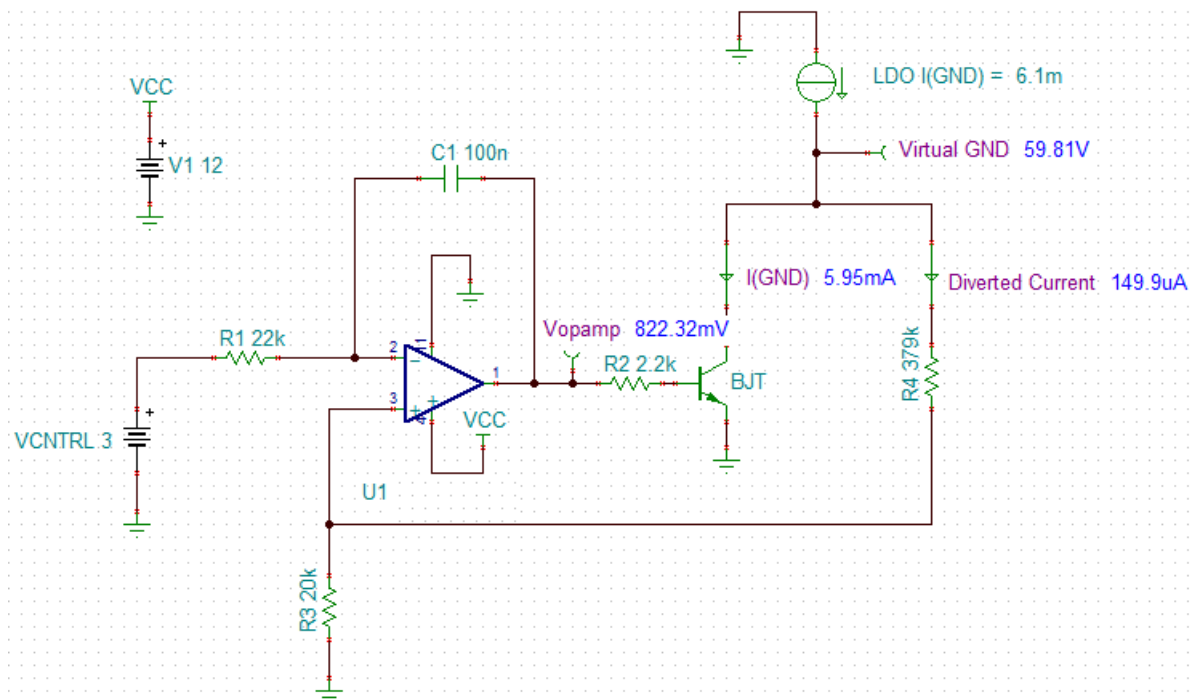 LDO I(GND) = 6.1m
VCC
V1 12
C1 100n
Virtual GND 59.81V
I(GND) 5.95mA
Diverted Current 149.9uA
Vopamp 822.32mV
R1 22k
2
11
1
R2 2.2k
BJT
R4 379k
3
4
VCC
VCNTRL 3
U1
R3 20k